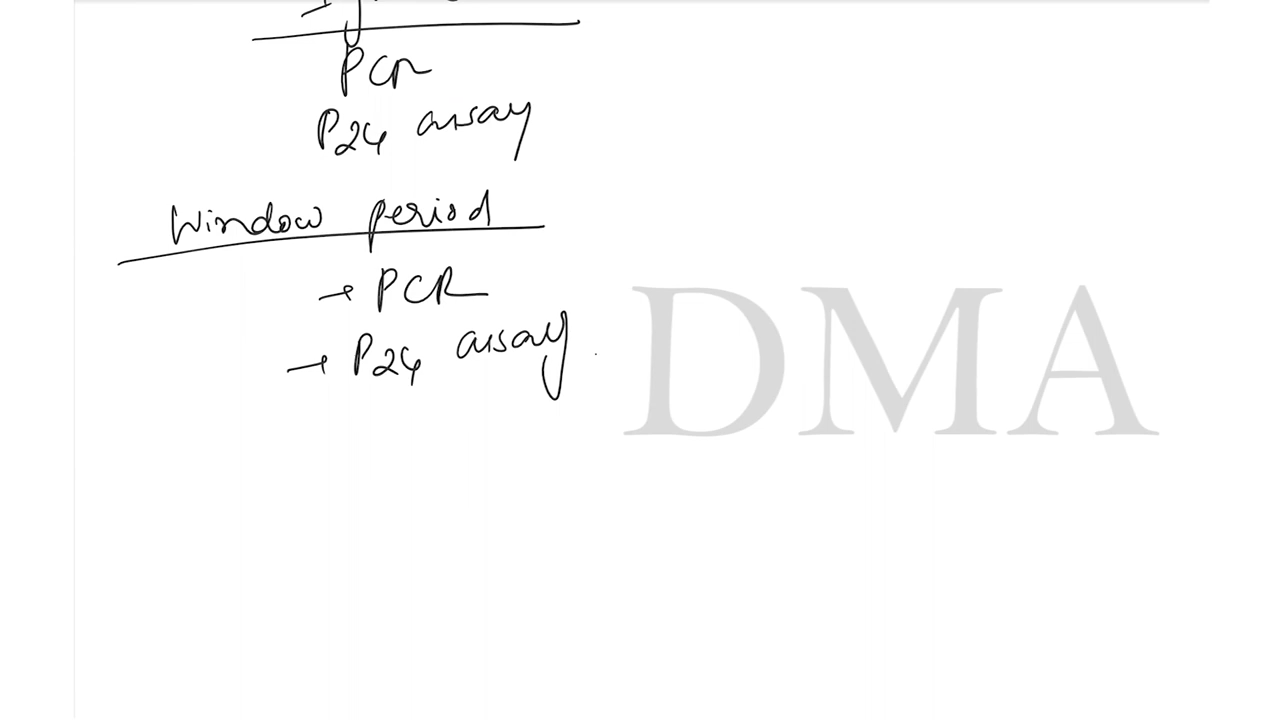 PCR
P24 assay
Window period
→ PCR
→ P24 assay
DMA